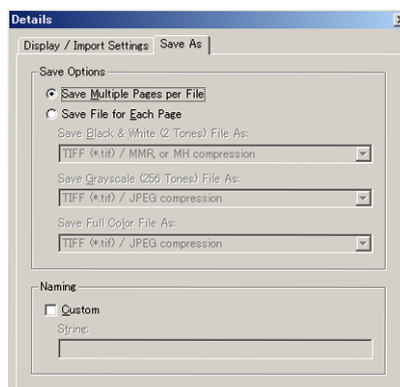 Details
Display / Import Settings
Save As
Save Options
Save Multiple Pages per File
Save File for Each Page
Save Black & White (2 Tones) File As:
TIFF (*.tif) / MMR, or MH compression
Save Grayscale (256 Tones) File As:
TIFF (*.tif) / JPEG compression
Save Full Color File As:
TIFF (*.tif) / JPEG compression
Naming
Custom
String: